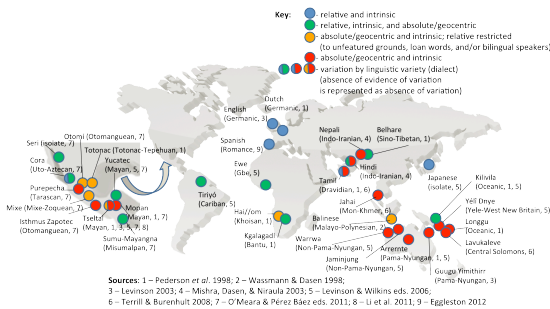 Key:
- relative and intrinsic
- relative, intrinsic, and absolute/geocentric
- absolute/geocentric and intrinsic; relative restricted
(to unfeatured grounds, loan words, and/or bilingual speakers)
- absolute/geocentric and intrinsic
- variation by linguistic variety (dialect)
(absence of evidence of variation
is represented as absence of variation)
Dutch
(Germanic, 1)
English
(Germanic, 3)
Spanish
(Romance, 9)
Ewe
(Gbe, 5)
Otomi (Otomanguean, 7)
Seri (Isolate, 7)
Totonac (Totonac-Tepehuan, 1)
Cora
(Uto-Aztecan, 7)
Yucatec
(Mayan, 5, 7)
Purepecha
(Tarascan, 7)
Mixe (Mixe-Zoquean, 7)
Isthmus Zapotec
(Otomanguean, 7)
Tseltal
(Mayan, 1, 3, 5, 7, 8)
Mopan
(Mayan, 1, 7)
Sumu-Mayangna
(Misumalpan, 7)
Tiriyó
(Cariban, 5)
Hai//om
(Khoisan, 1)
Kgalagadi
(Bantu, 1)
Nepali
(Indo-Iranian, 4)
Belhare
(Sino-Tibetan, 1)
Hindi
(Indo-Iranian, 4)
Tamil
(Dravidian, 1, 6)
Jahai
(Mon-Khmer, 6)
Balinese
(Malayo-Polynesian, 2)
Warrwa
(Non-Pama-Nyungan, 5)
Jaminjung
(Non-Pama-Nyungan, 5)
Arrernte
(Pama-Nyungan, 1, 5)
Japanese
(isolate, 5)
Kilivila
(Oceanic, 1, 5)
Yélî Dnye
(Yele-West New Britain, 5)
Longgu
(Oceanic, 1)
Lavukaleve
(Central Solomons, 6)
Guugu Yimithirr
(Pama-Nyungan, 3)
Sources: 1 – Pederson et al. 1998; 2 – Wassmann & Dasen 1998;
3 – Levinson 2003; 4 – Mishra, Dasen, & Niraula 2003; 5 – Levinson & Wilkins eds. 2006;
6 – Terrill & Burenhult 2008; 7 – O'Meara & Pérez Báez eds. 2011; 8 – Li et al. 2011; 9 – Eggleston 2012